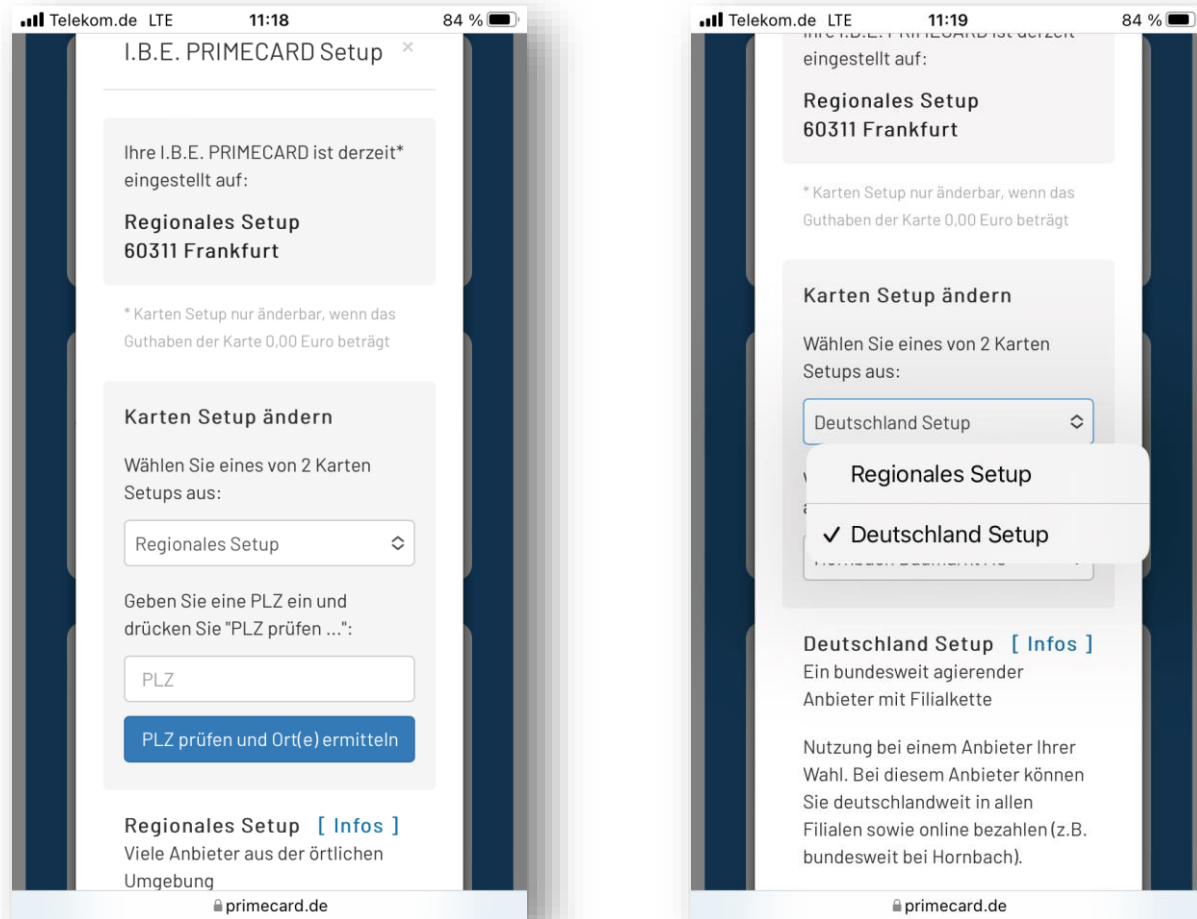 Telekom.de LTE
11:18
84 %
I.B.E. PRIMECARD Setup ×
Ihre I.B.E. PRIMECARD ist derzeit*
eingestellt auf:
Regionales Setup
60311 Frankfurt
* Karten Setup nur änderbar, wenn das
Guthaben der Karte 0,00 Euro beträgt
Karten Setup ändern
Wählen Sie eines von 2 Karten
Setups aus:
Regionales Setup
Geben Sie eine PLZ ein und
drücken Sie "PLZ prüfen ...":
PLZ
PLZ prüfen und Ort(e) ermitteln
Regionales Setup [ Infos ]
Viele Anbieter aus der örtlichen
Umgebung
primecard.de
Telekom.de LTE
11:19
84 %
Ihre I.B.E. PRIMECARD ist derzeit*
eingestellt auf:
Regionales Setup
60311 Frankfurt
* Karten Setup nur änderbar, wenn das
Guthaben der Karte 0,00 Euro beträgt
Karten Setup ändern
Wählen Sie eines von 2 Karten
Setups aus:
Deutschland Setup
Regionales Setup
✓ Deutschland Setup
Deutschland Setup [ Infos ]
Ein bundesweit agierender
Anbieter mit Filialkette
Nutzung bei einem Anbieter Ihrer
Wahl. Bei diesem Anbieter können
Sie deutschlandweit in allen
Filialen sowie online bezahlen (z.B.
bundesweit bei Hornbach).
primecard.de